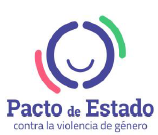 Pacto de Estado
contra la violencia de género